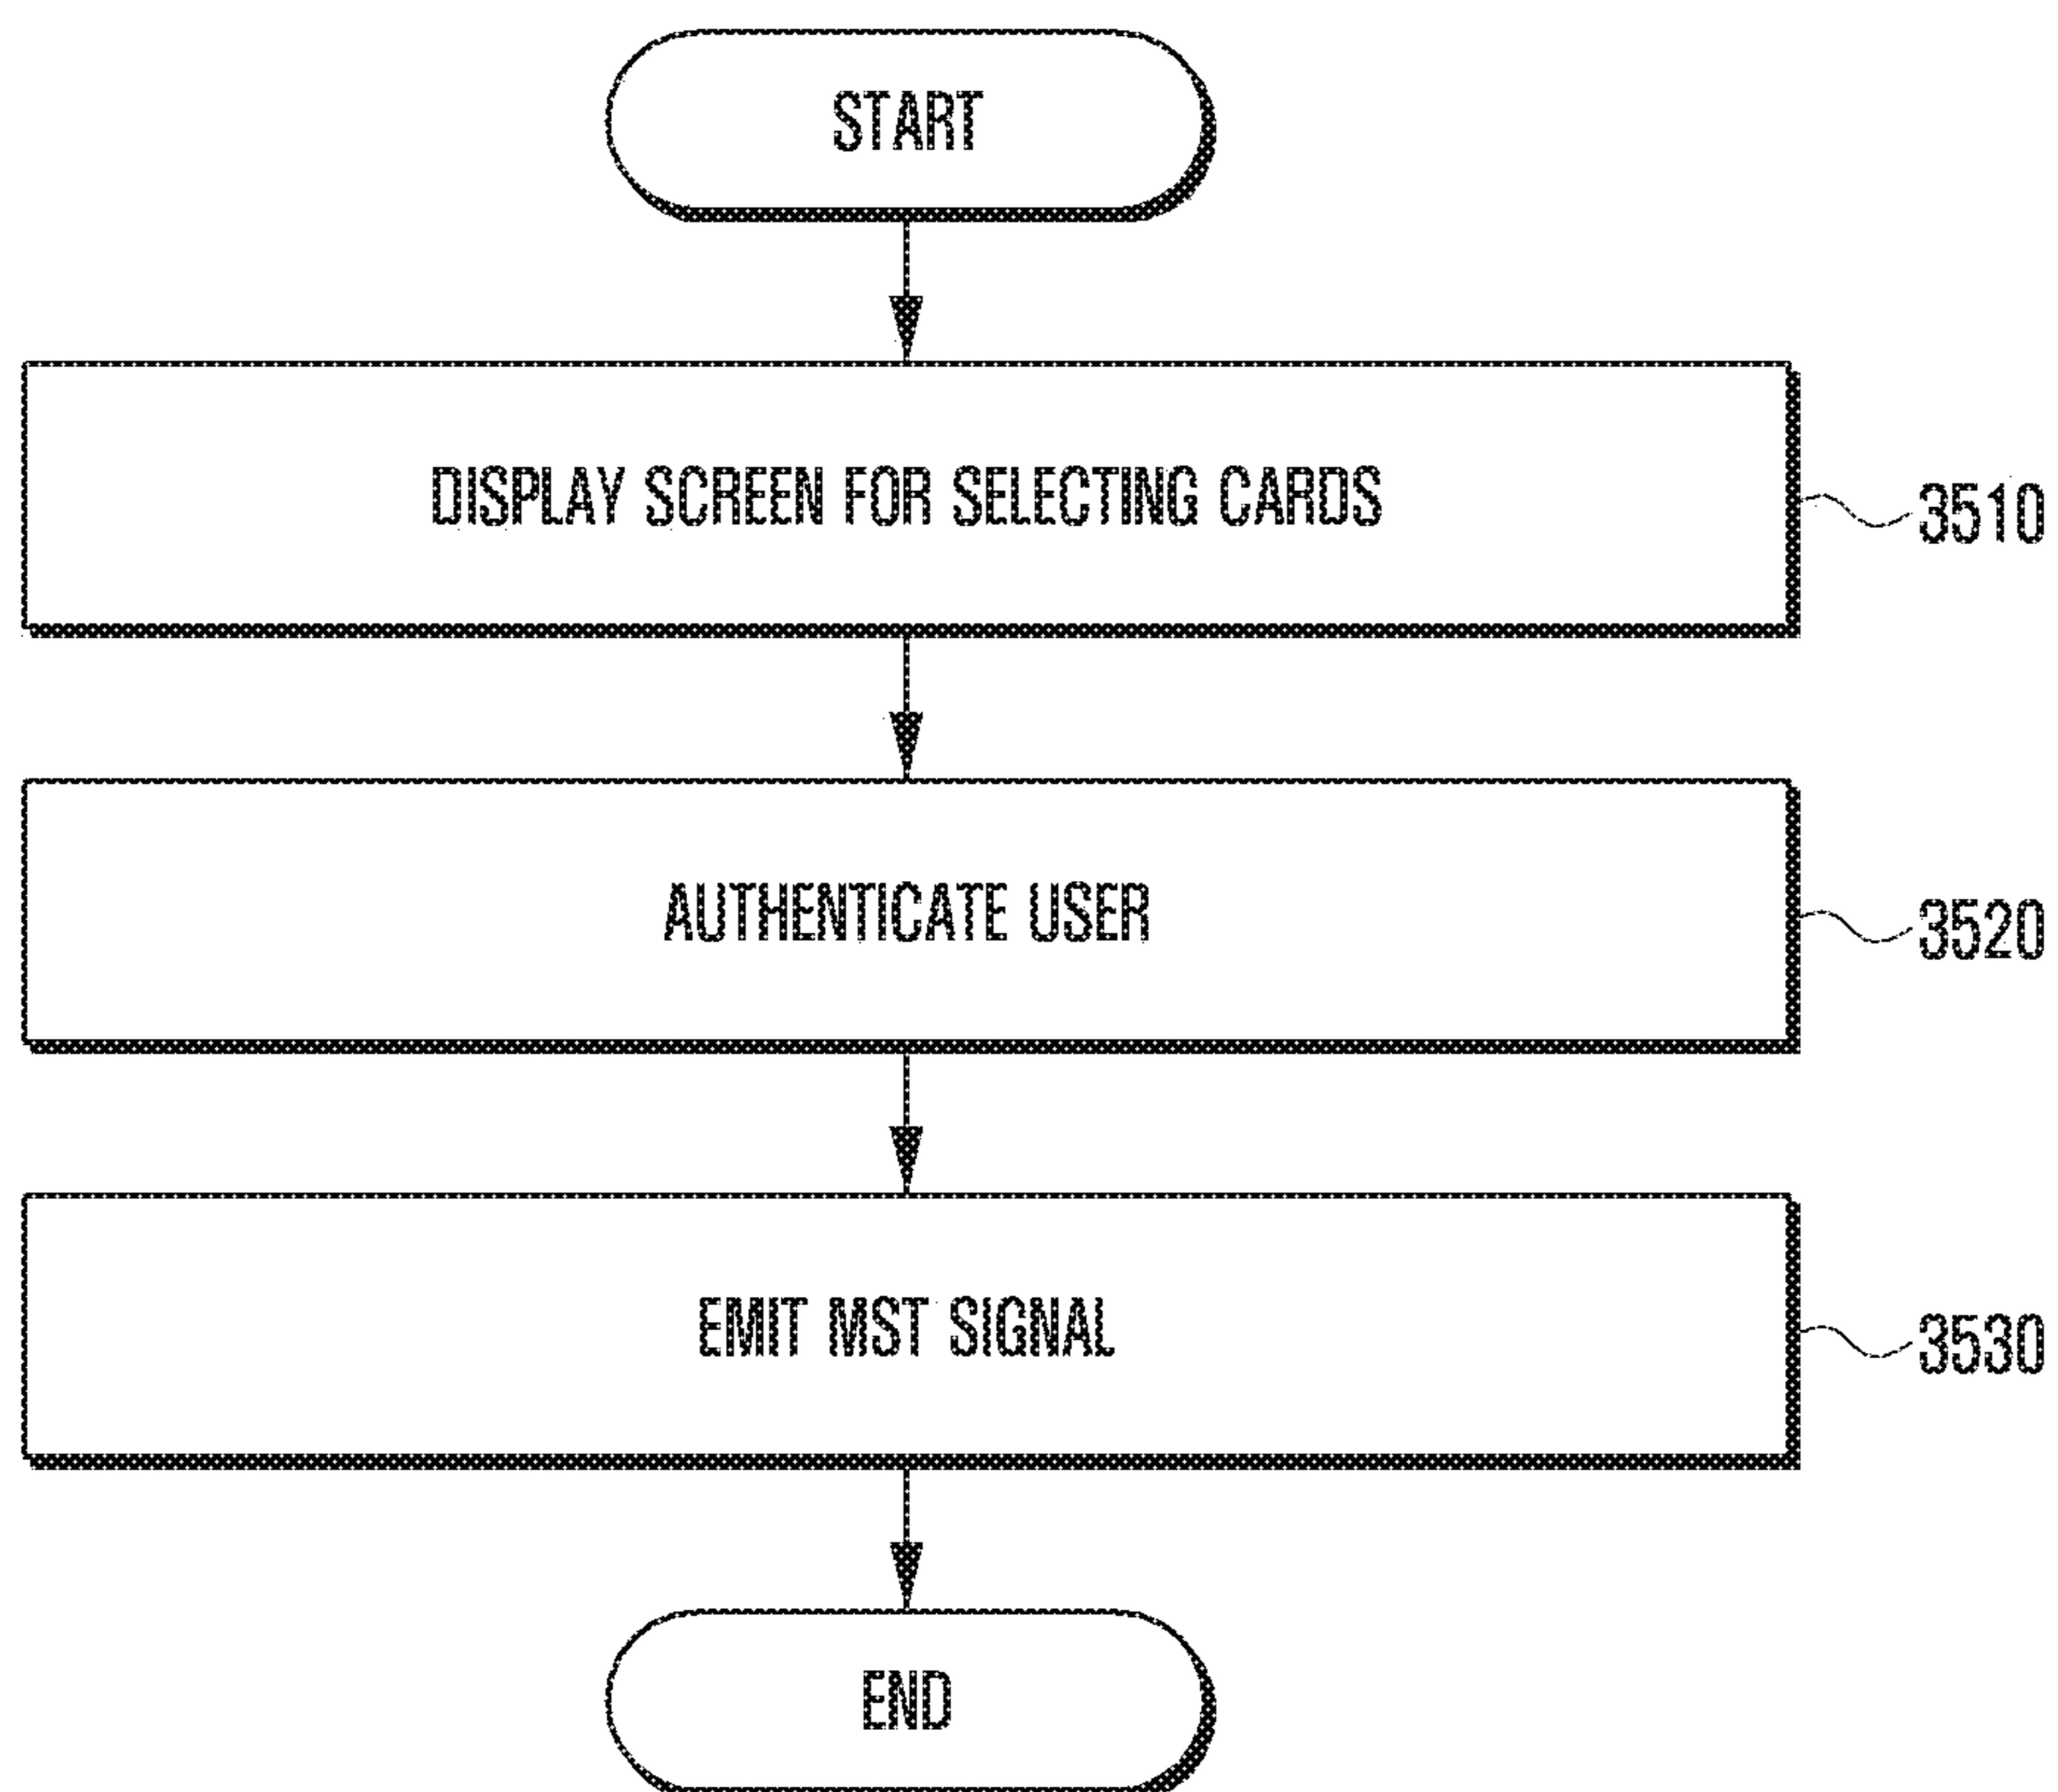 START
DISPLAY SCREEN FOR SELECTING CARDS
3510
AUTHENTICATE USER
3520
EMIT MST SIGNAL
3530
END